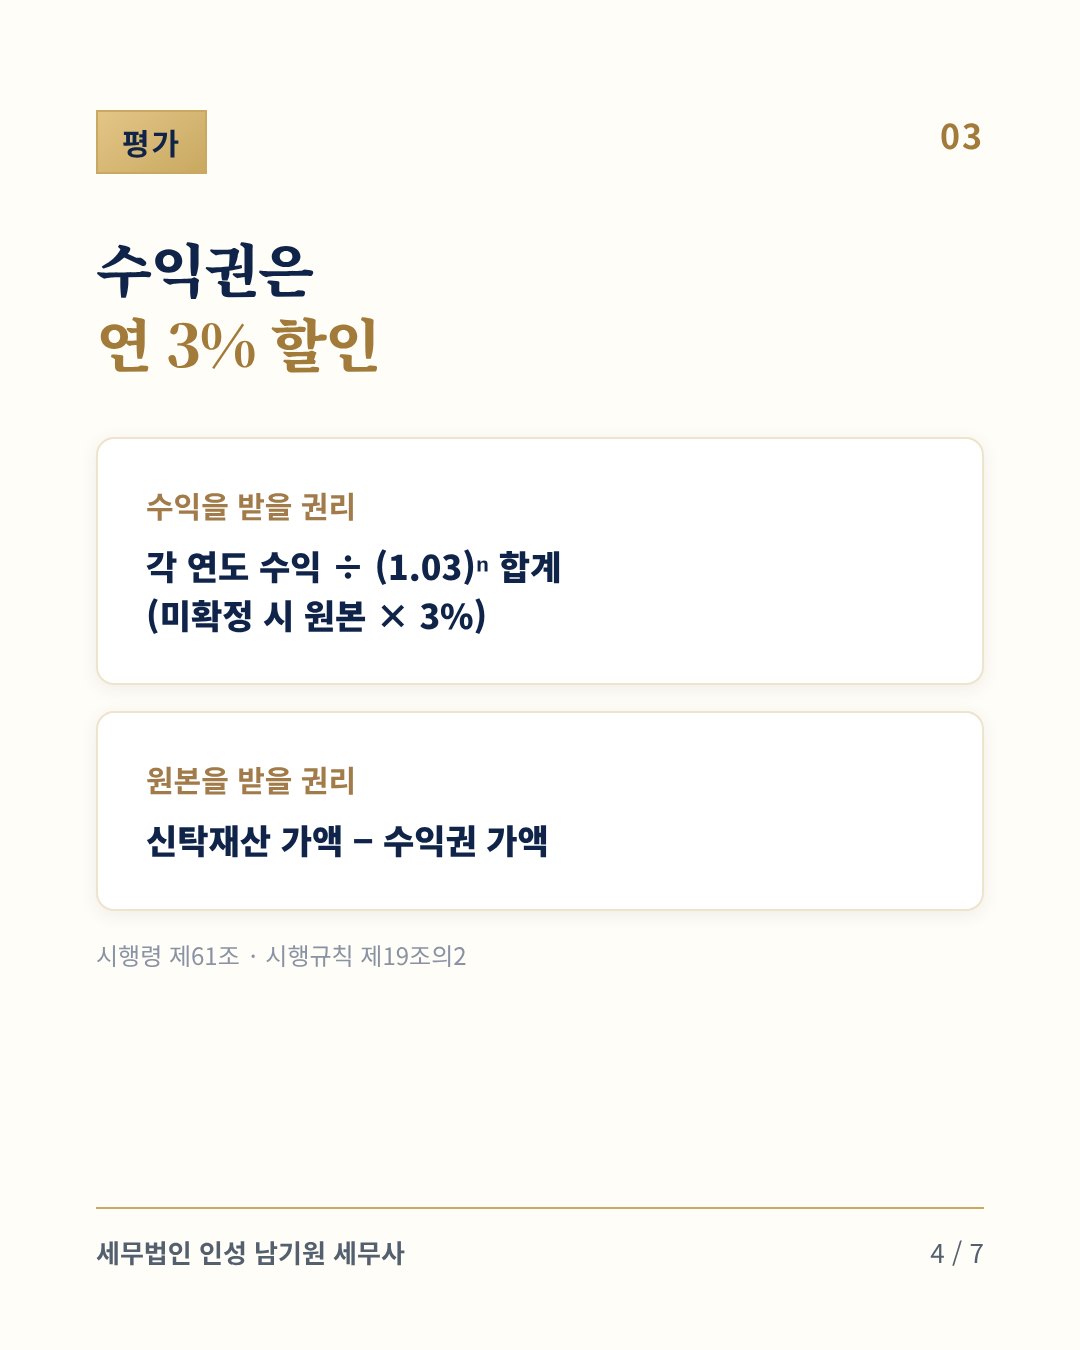 평가
03
수익권은
연 3% 할인
수익을 받을 권리
각 연도 수익 ÷ (1.03)ⁿ 합계
(미확정 시 원본 × 3%)
원본을 받을 권리
신탁재산 가액 – 수익권 가액
시행령 제61조 · 시행규칙 제19조의2
세무법인 인성 남기원 세무사
4 / 7